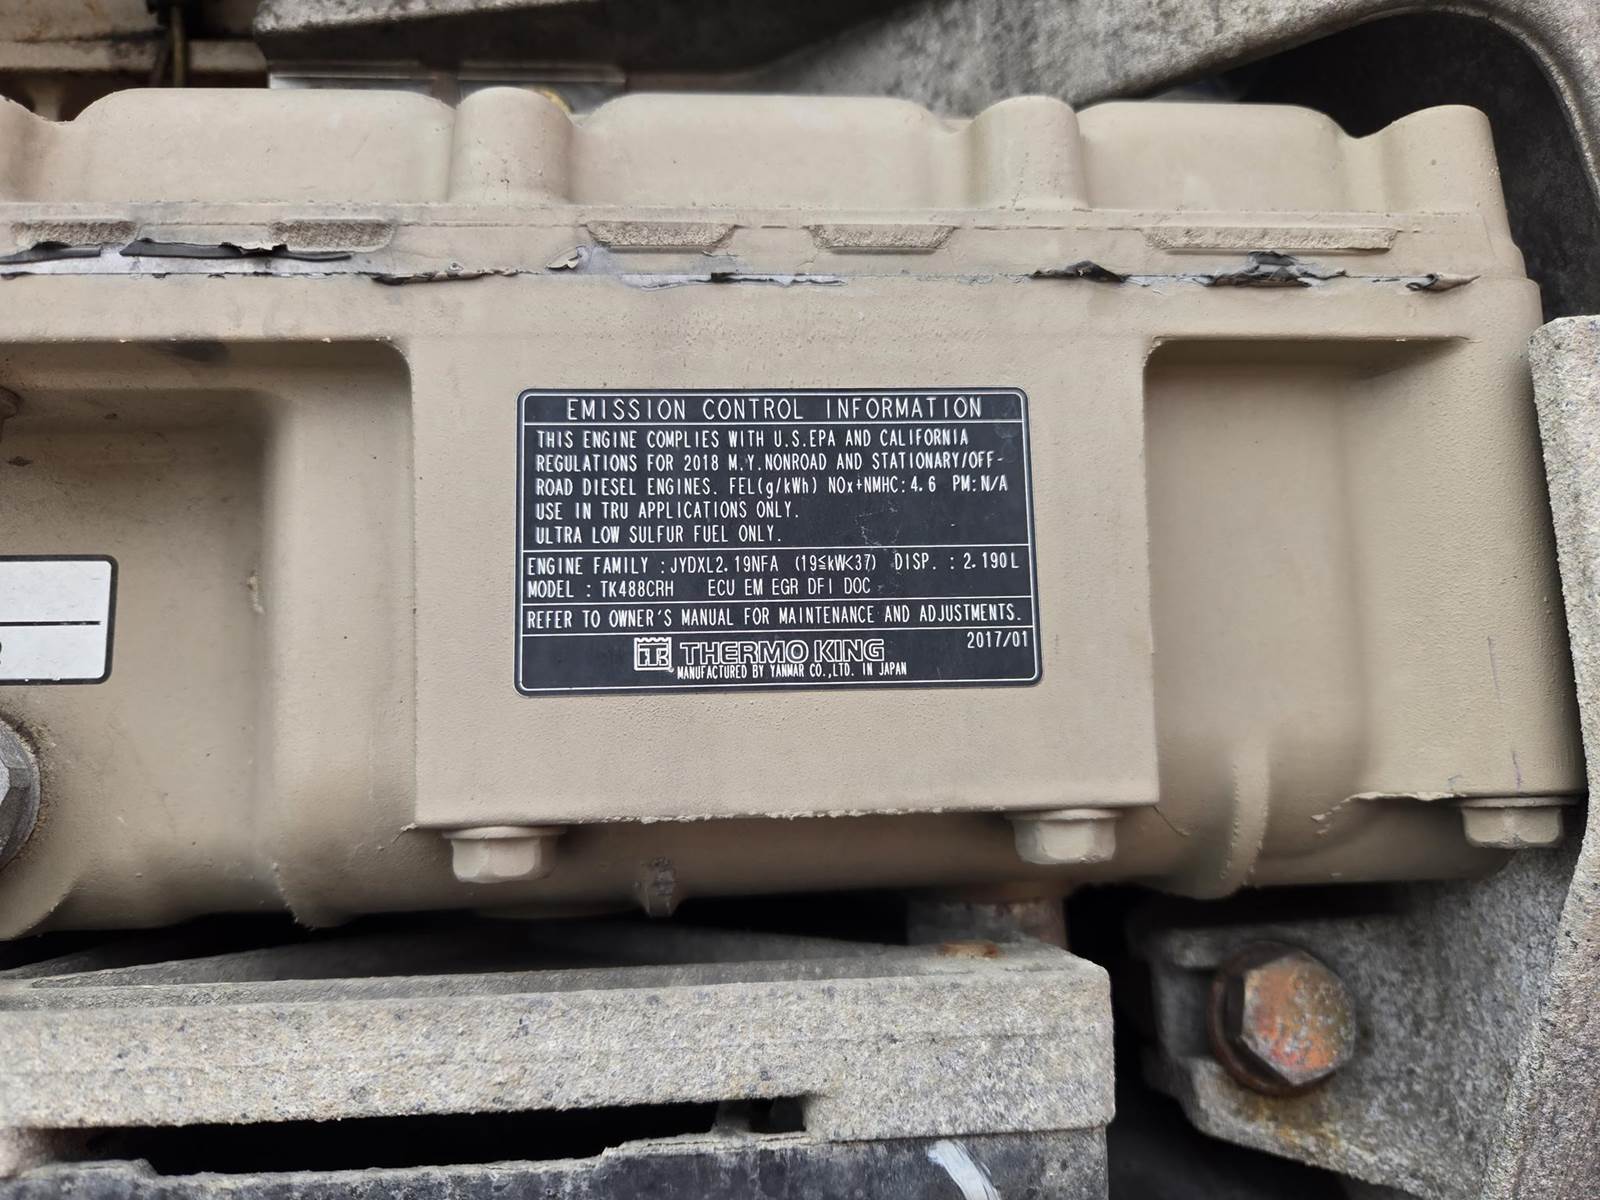 EMISSION CONTROL INFORMATION
THIS ENGINE COMPLIES WITH U.S.EPA AND CALIFORNIA
REGULATIONS FOR 2018 M.Y.NONROAD AND STATIONARY/OFF-
ROAD DIESEL ENGINES. FEL(g/kWh) NOx+NMHC:4.6 PM:N/A
USE IN TRU APPLICATIONS ONLY.
ULTRA LOW SULFUR FUEL ONLY.
ENGINE FAMILY :JYDXL2.19NFA (19≤kW<37) DISP. : 2.190L
MODEL : TK488CRH ECU EM EGR DFI DOC
REFER TO OWNER'S MANUAL FOR MAINTENANCE AND ADJUSTMENTS.
2017/01
TK THERMO KING
MANUFACTURED BY YANMAR CO.,LTD. IN JAPAN